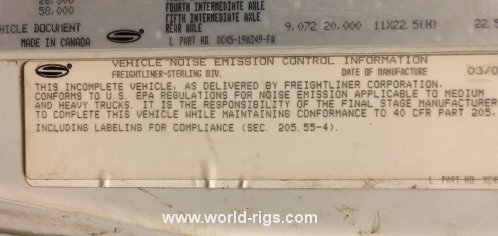 58,000 FOURTH INTERMEDIATE AXLE
FIFTH INTERMEDIATE AXLE
REAR AXLE 9,072 20,000 11X22.5(H) 22.5
VEHICLE DOCUMENT
MADE IN CANADA L PART NO. XC45-19A249-FA
VEHICLE NOISE EMISSION CONTROL INFORMATION
FREIGHTLINER-STERLING DIV. DATE OF MANUFACTURE 03/0
THIS INCOMPLETE VEHICLE, AS DELIVERED BY FREIGHTLINER CORPORATION,
CONFORMS TO U.S. EPA REGULATIONS FOR NOISE EMISSION APPLICABLE TO MEDIUM
AND HEAVY TRUCKS. IT IS THE RESPONSIBILITY OF THE FINAL STAGE MANUFACTURER
TO COMPLETE THIS VEHICLE WHILE MAINTAINING CONFORMANCE TO 40 CFR PART 205,
INCLUDING LABELING FOR COMPLIANCE (SEC. 205.55-4).
L PART NO. XC45
www.world-rigs.com